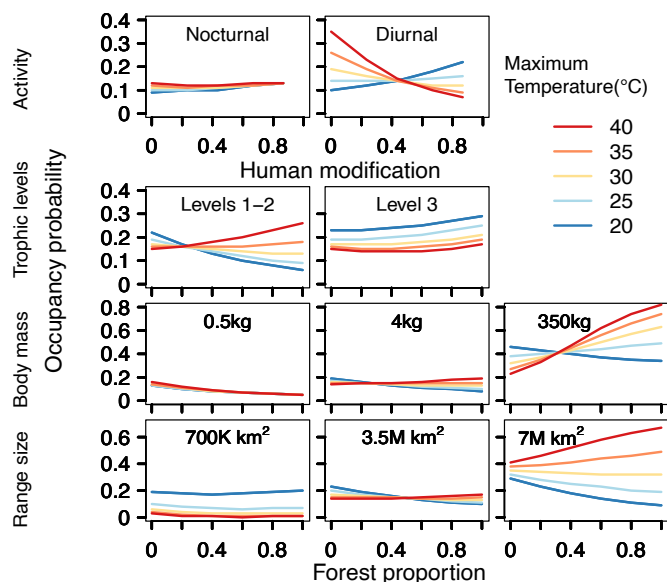 0.4
0.3
0.2
0.1
0
Activity
Nocturnal
Diurnal
0 0.4 0.8
0 0.4 0.8
Human modification
Maximum
Temperature(°C)
40
35
30
25
20
Occupancy probability
0.4
0.3
0.2
0.1
0
Trophic levels
Levels 1−2
Level 3
0.8
0.6
0.4
0.2
0
Body mass
0.5kg
4kg
350kg
0.6
0.4
0.2
0
Range size
700K km²
3.5M km²
7M km²
0 0.4 0.8
0 0.4 0.8
0 0.4 0.8
Forest proportion